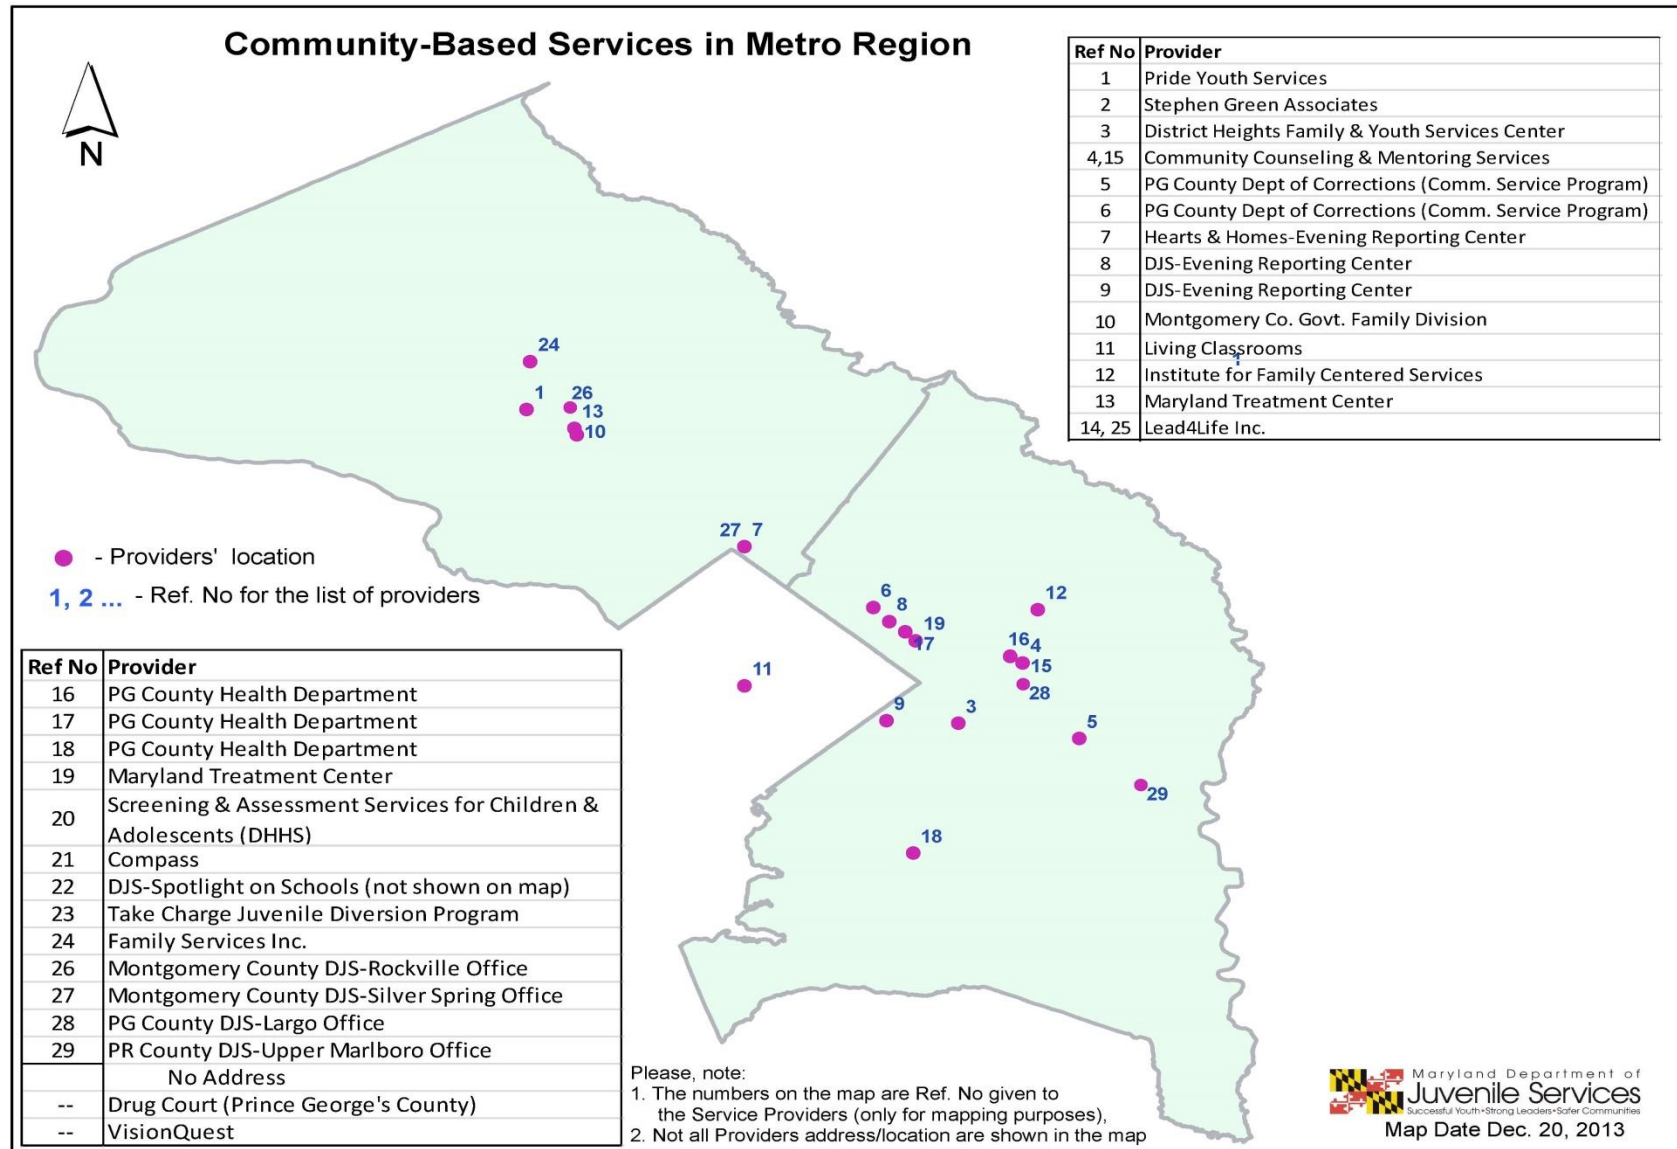 Community-Based Services in Metro Region
N
Ref No Provider
1 Pride Youth Services
2 Stephen Green Associates
3 District Heights Family & Youth Services Center
4,15 Community Counseling & Mentoring Services
5 PG County Dept of Corrections (Comm. Service Program)
6 PG County Dept of Corrections (Comm. Service Program)
7 Hearts & Homes-Evening Reporting Center
8 DJS-Evening Reporting Center
9 DJS-Evening Reporting Center
10 Montgomery Co. Govt. Family Division
11 Living Classrooms
1
12 Institute for Family Centered Services
13 Maryland Treatment Center
14, 25 Lead4Life Inc.
24
1 26
13
10
27 7
- Providers' location
1, 2 ... - Ref. No for the list of providers
6 8 12
19
17
16 4
15
28
11
9 3 5
29
18
Ref No Provider
16 PG County Health Department
17 PG County Health Department
18 PG County Health Department
19 Maryland Treatment Center
20 Screening & Assessment Services for Children &
Adolescents (DHHS)
21 Compass
22 DJS-Spotlight on Schools (not shown on map)
23 Take Charge Juvenile Diversion Program
24 Family Services Inc.
26 Montgomery County DJS-Rockville Office
27 Montgomery County DJS-Silver Spring Office
28 PG County DJS-Largo Office
29 PR County DJS-Upper Marlboro Office
No Address
-- Drug Court (Prince George's County)
-- VisionQuest
Please, note:
1. The numbers on the map are Ref. No given to
the Service Providers (only for mapping purposes),
2. Not all Providers address/location are shown in the map
Maryland Department of
Juvenile Services
Successful Youth•Strong Leaders•Safer Communities
Map Date Dec. 20, 2013